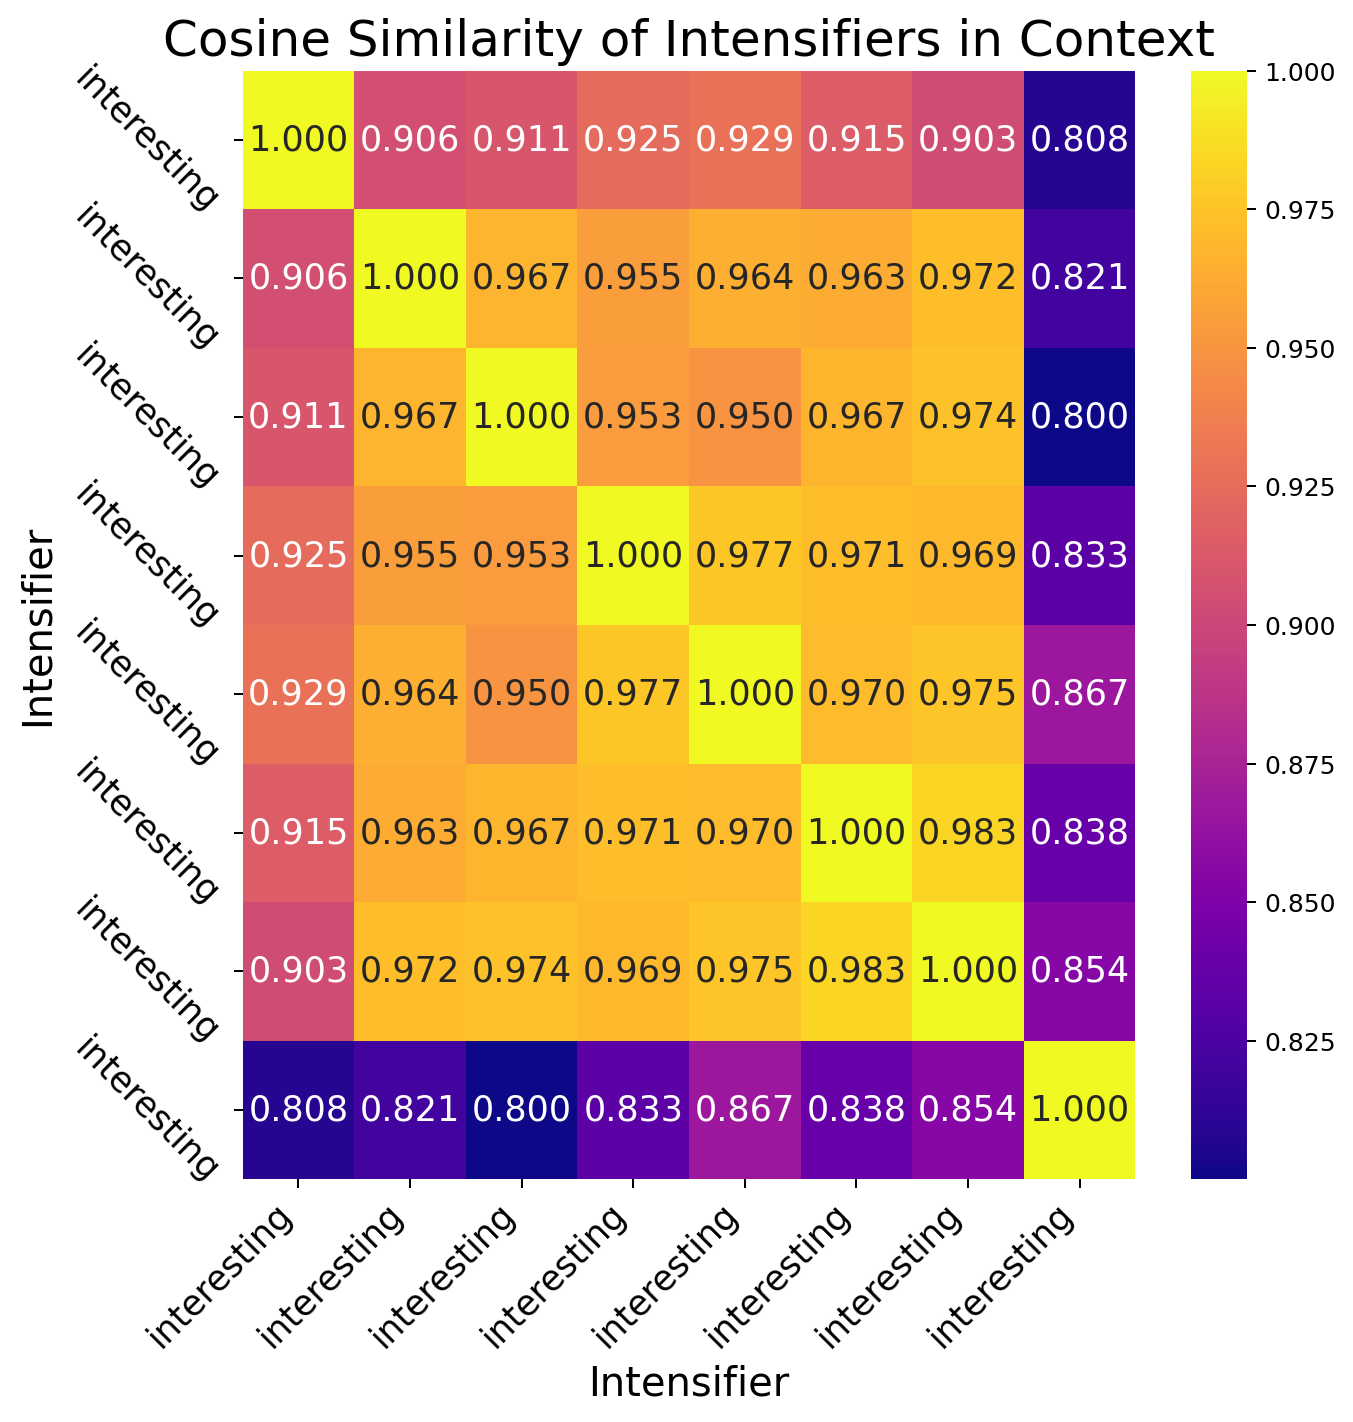 Cosine Similarity of Intensifiers in Context
interesting 1.000 0.906 0.911 0.925 0.929 0.915 0.903 0.808
interesting 0.906 1.000 0.967 0.955 0.964 0.963 0.972 0.821
interesting 0.911 0.967 1.000 0.953 0.950 0.967 0.974 0.800
interesting 0.925 0.955 0.953 1.000 0.977 0.971 0.969 0.833
interesting 0.929 0.964 0.950 0.977 1.000 0.970 0.975 0.867
interesting 0.915 0.963 0.967 0.971 0.970 1.000 0.983 0.838
interesting 0.903 0.972 0.974 0.969 0.975 0.983 1.000 0.854
interesting 0.808 0.821 0.800 0.833 0.867 0.838 0.854 1.000
interesting interesting interesting interesting interesting interesting interesting interesting
Intensifier
Intensifier
1.000
0.975
0.950
0.925
0.900
0.875
0.850
0.825